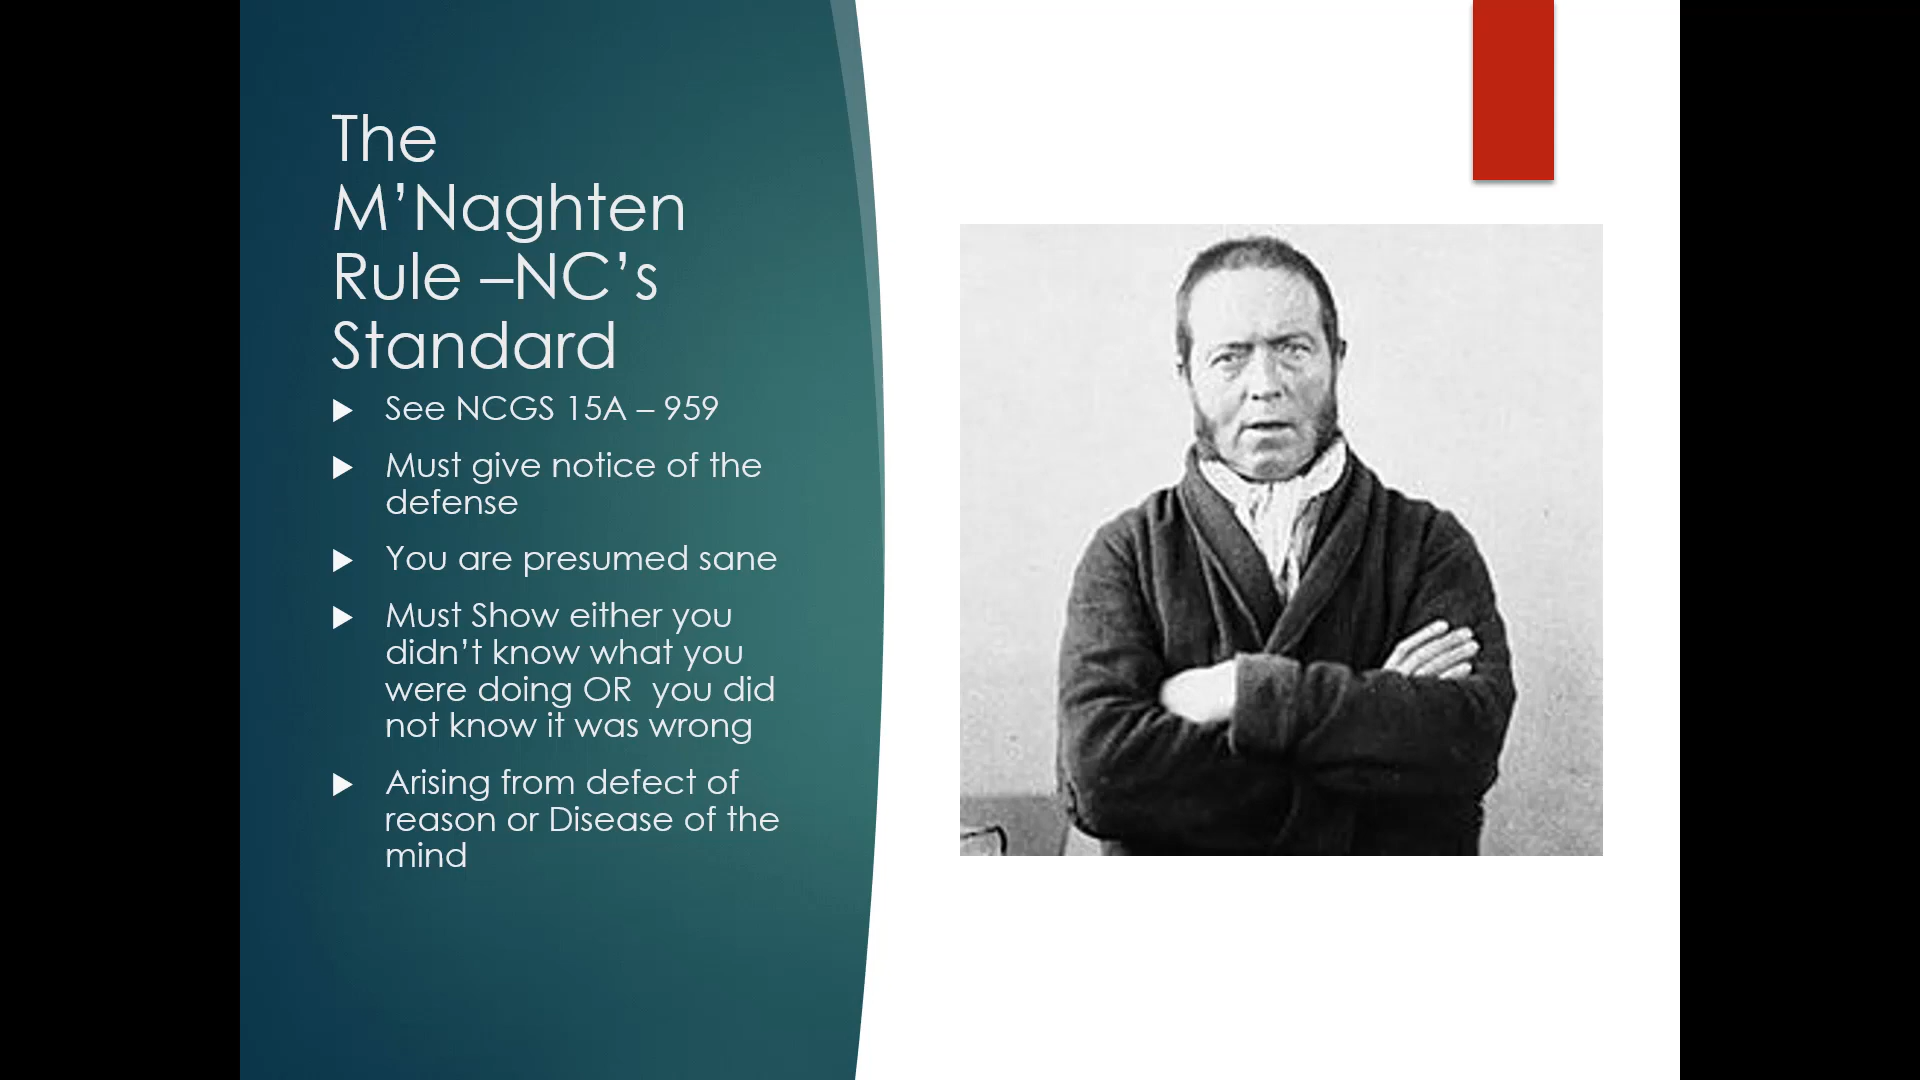 The
M’Naghten
Rule –NC’s
Standard
See NCGS 15A – 959
Must give notice of the
defense
You are presumed sane
Must Show either you
didn’t know what you
were doing OR  you did
not know it was wrong
Arising from defect of
reason or Disease of the
mind